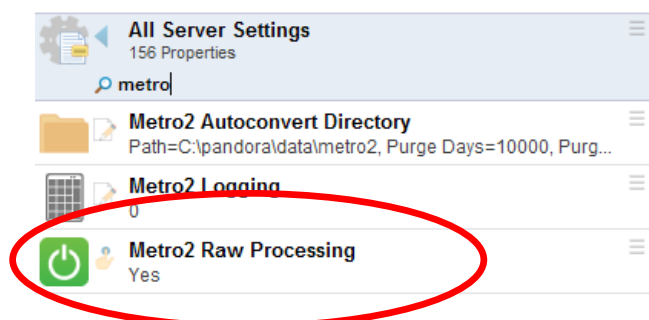 All Server Settings
156 Properties
metro
Metro2 Autoconvert Directory
Path=C:\pandora\data\metro2, Purge Days=10000, Purg...
Metro2 Logging
0
Metro2 Raw Processing
Yes